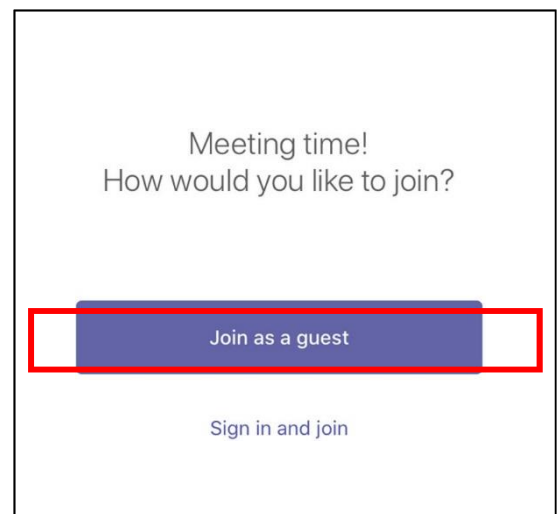 Meeting time!
How would you like to join?
Join as a guest
Sign in and join